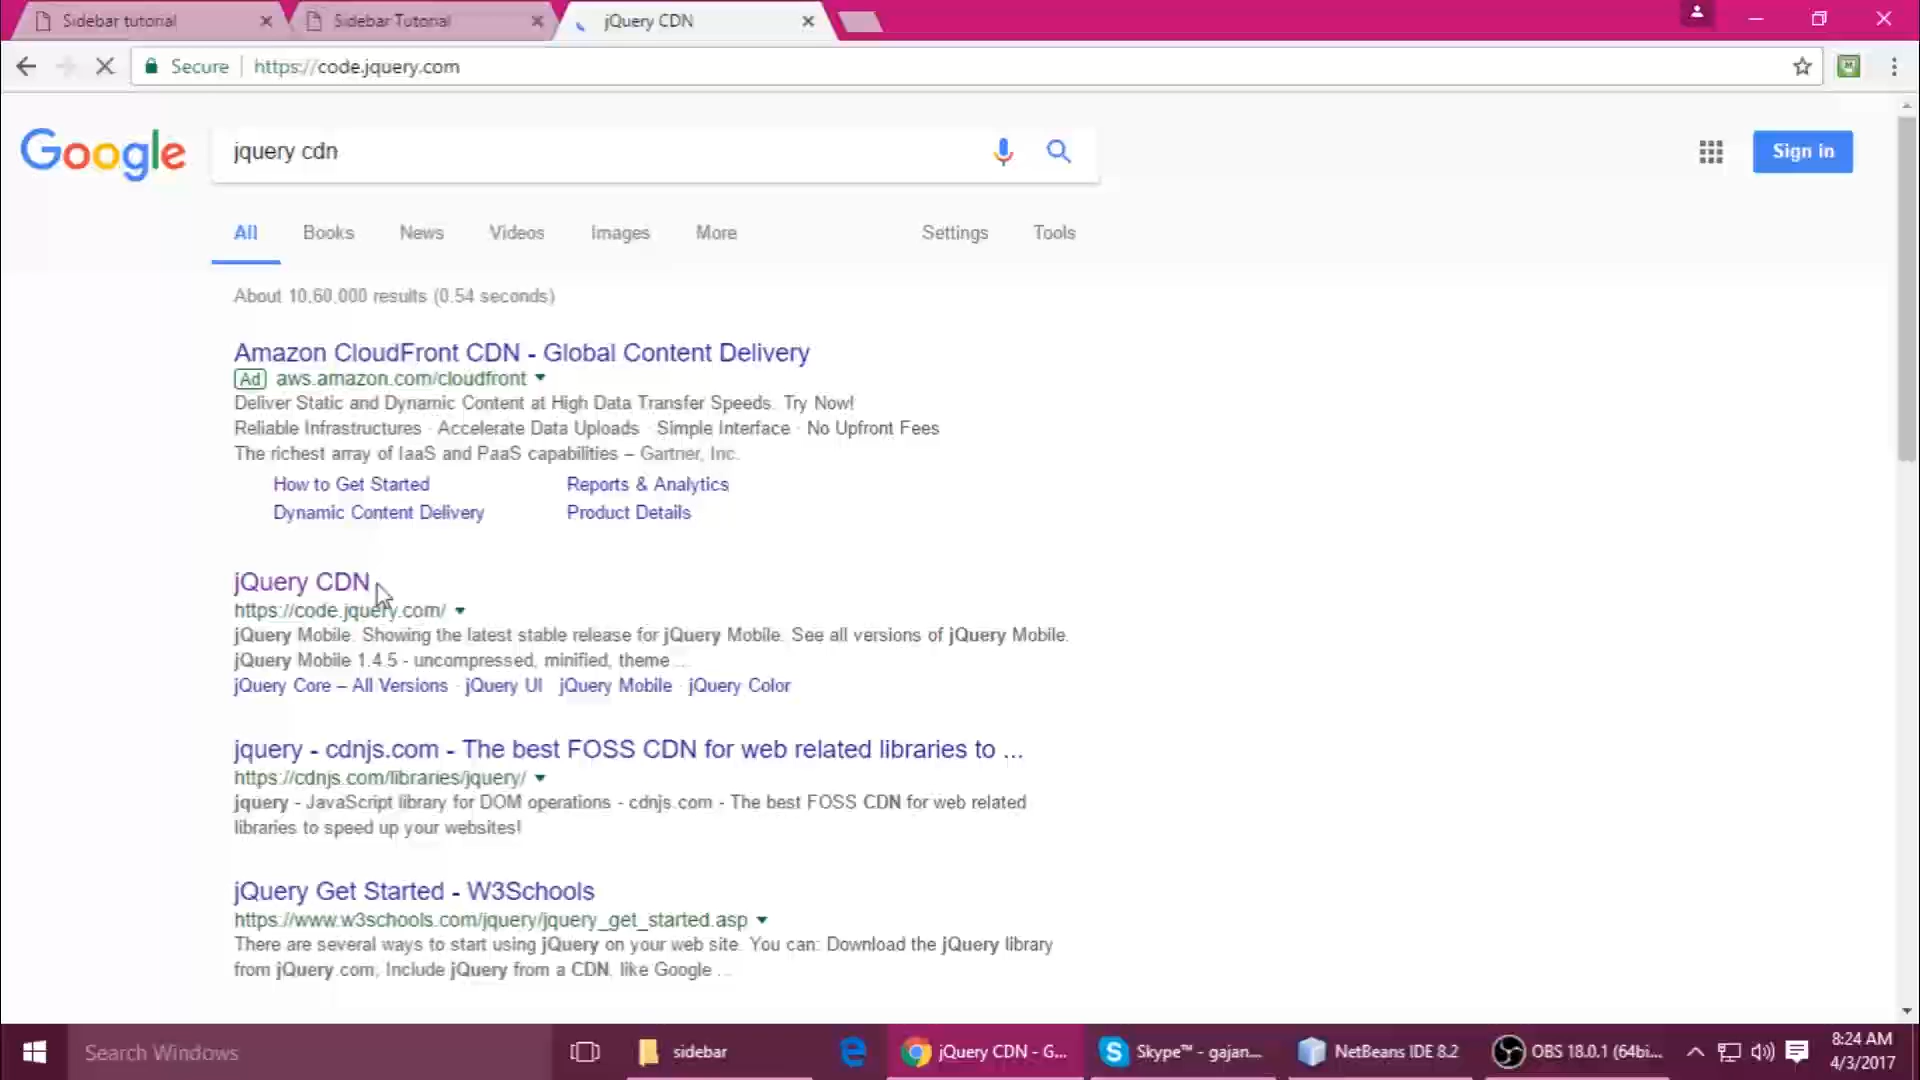 Sidebar tutorial
Sidebar Tutorial
jQuery CDN
Secure
https://code.jquery.com
Google
jquery cdn
Sign in
All
Books
News
Videos
Images
More
Settings
Tools
About 10,60,000 results (0.54 seconds)
Amazon CloudFront CDN - Global Content Delivery
Ad aws.amazon.com/cloudfront
Deliver Static and Dynamic Content at High Data Transfer Speeds. Try Now!
Reliable Infrastructures · Accelerate Data Uploads · Simple Interface · No Upfront Fees
The richest array of IaaS and PaaS capabilities – Gartner, Inc.
How to Get Started
Reports & Analytics
Dynamic Content Delivery
Product Details
jQuery CDN
https://code.jquery.com/
jQuery Mobile. Showing the latest stable release for jQuery Mobile. See all versions of jQuery Mobile.
jQuery Mobile 1.4.5 - uncompressed, minified, theme ...
jQuery Core – All Versions · jQuery UI · jQuery Mobile · jQuery Color
jquery - cdnjs.com - The best FOSS CDN for web related libraries to ...
https://cdnjs.com/libraries/jquery/
jquery - JavaScript library for DOM operations - cdnjs.com - The best FOSS CDN for web related
libraries to speed up your websites!
jQuery Get Started - W3Schools
https://www.w3schools.com/jquery/jquery_get_started.asp
There are several ways to start using jQuery on your web site. You can: Download the jQuery library
from jQuery.com, Include jQuery from a CDN, like Google ...
Search Windows
sidebar
jQuery CDN - G...
Skype™ - gajan...
NetBeans IDE 8.2
OBS 18.0.1 (64bi...
8:24 AM
4/3/2017